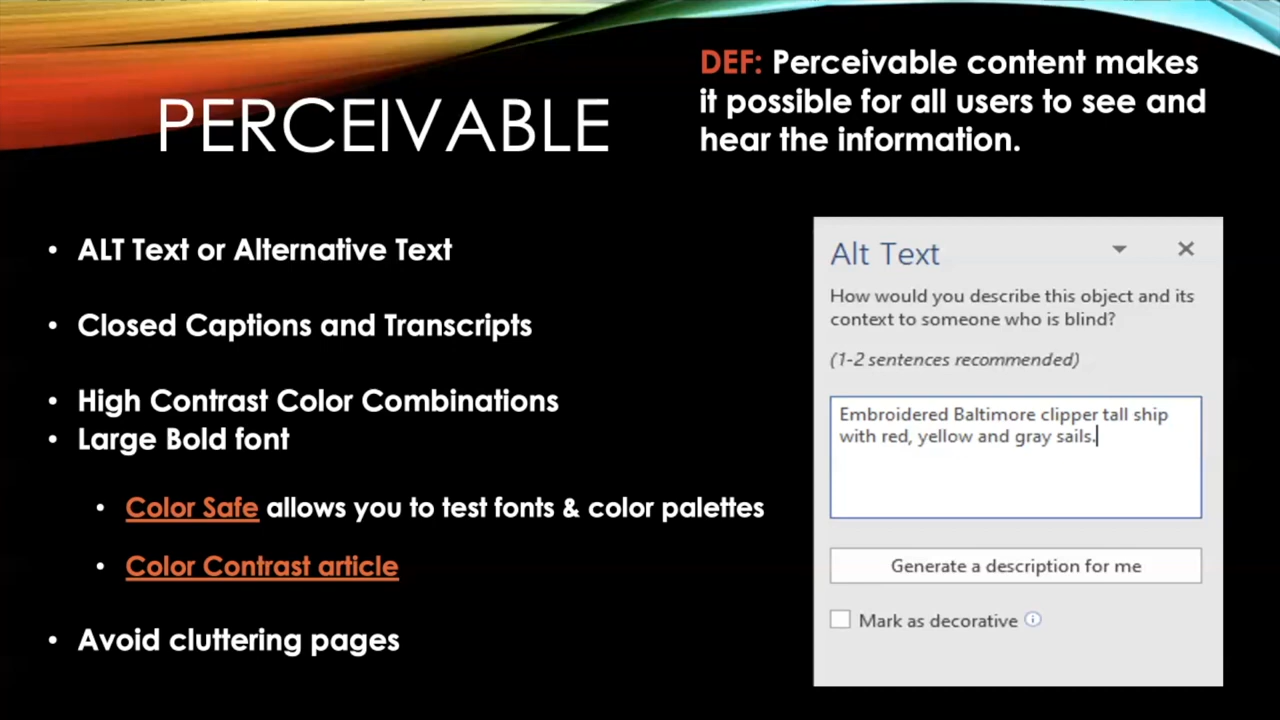 PERCEIVABLE
DEF: Perceivable content makes
it possible for all users to see and
hear the information.
• ALT Text or Alternative Text
• Closed Captions and Transcripts
• High Contrast Color Combinations
• Large Bold font
• Color Safe allows you to test fonts & color palettes
• Color Contrast article
• Avoid cluttering pages
Alt Text
How would you describe this object and its
context to someone who is blind?
(1-2 sentences recommended)
Embroidered Baltimore clipper tall ship
with red, yellow and gray sails.
Generate a description for me
Mark as decorative